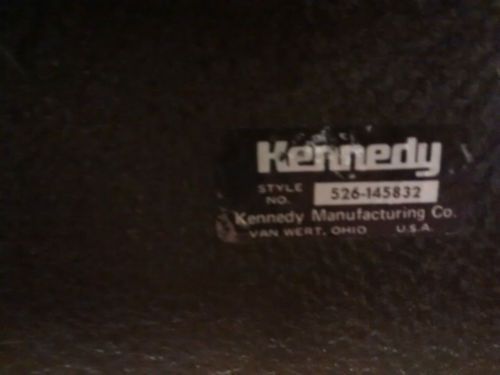 Kennedy
STYLE NO. 526-145832
Kennedy Manufacturing Co.
VAN WERT, OHIO U.S.A.